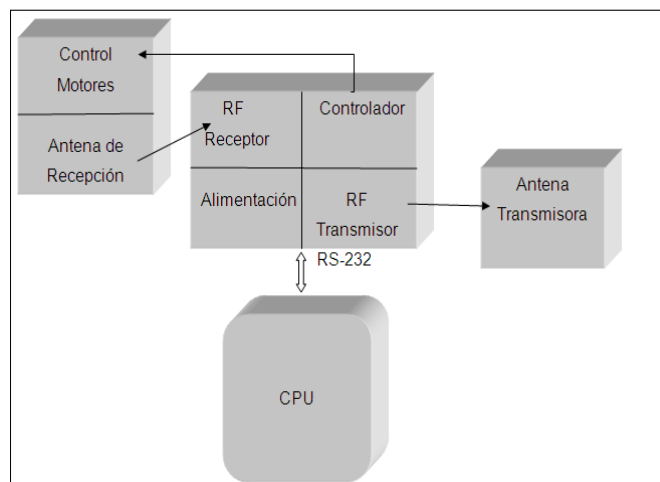 Control
Motores
Antena de
Recepción
RF
Receptor
Controlador
Alimentación
RF
Transmisor
Antena
Transmisora
RS-232
CPU